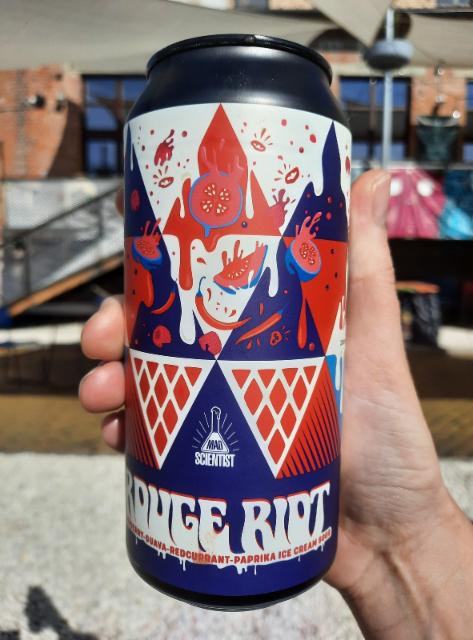 MAD
SCIENTIST
ROUGE RIOT
GUAVA-REDCURRANT-PAPRIKA ICE CREAM SOUR